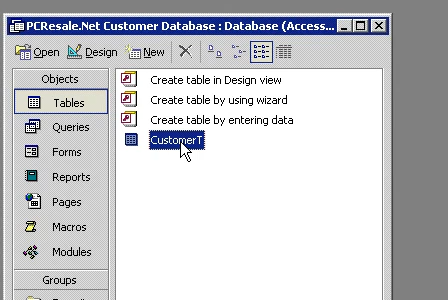 PCResale.Net Customer Database : Database (Access...
Open Design New
Objects
Tables
Queries
Forms
Reports
Pages
Macros
Modules
Groups
Create table in Design view
Create table by using wizard
Create table by entering data
CustomerT